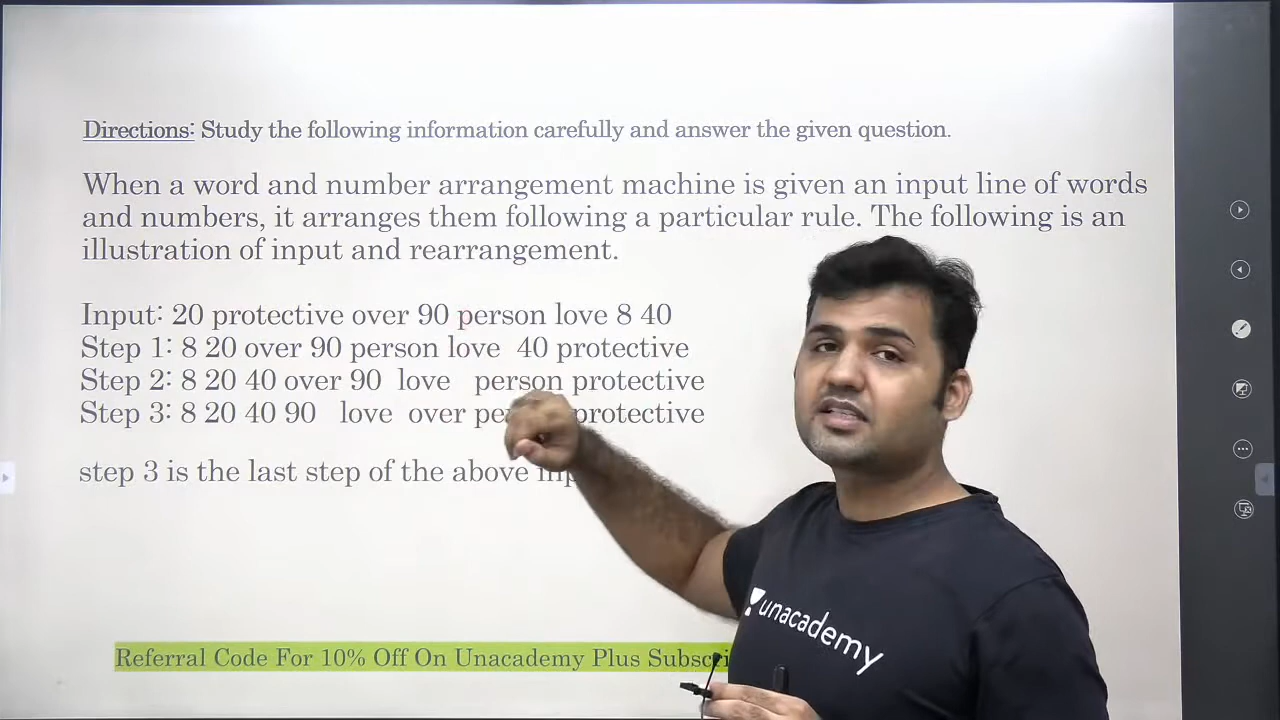 Directions: Study the following information carefully and answer the given question.
When a word and number arrangement machine is given an input line of words
and numbers, it arranges them following a particular rule. The following is an
illustration of input and rearrangement.
Input: 20 protective over 90 person love 8 40
Step 1: 8 20 over 90 person love 40 protective
Step 2: 8 20 40 over 90 love person protective
Step 3: 8 20 40 90 love over protective
step 3 is the last step of the above
Referral Code For 10% Off On Unacademy Plus
unacademy